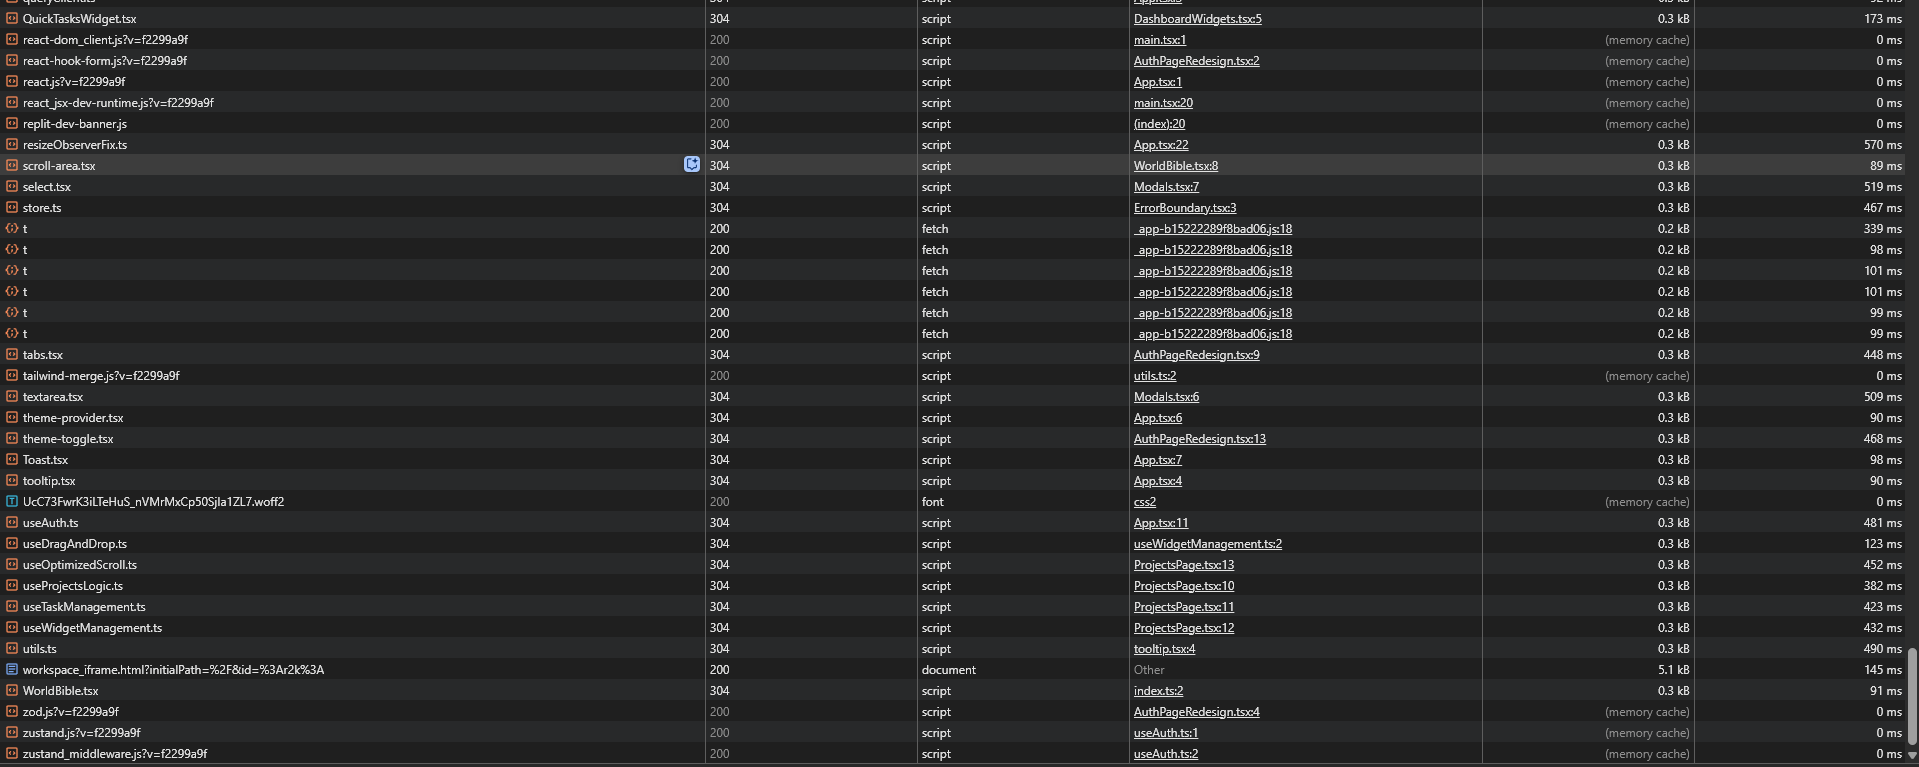 QuickTasksWidget.tsx 304 script DashboardWidgets.tsx:5 0.3 kB 173 ms
react-dom_client.js?v=f2299a9f 200 script main.tsx:1 (memory cache) 0 ms
react-hook-form.js?v=f2299a9f 200 script AuthPageRedesign.tsx:2 (memory cache) 0 ms
react.js?v=f2299a9f 200 script App.tsx:1 (memory cache) 0 ms
react_jsx-dev-runtime.js?v=f2299a9f 200 script main.tsx:20 (memory cache) 0 ms
replit-dev-banner.js 200 script (index):20 (memory cache) 0 ms
resizeObserverFix.ts 304 script App.tsx:22 0.3 kB 570 ms
scroll-area.tsx 304 script WorldBible.tsx:8 0.3 kB 89 ms
select.tsx 304 script Modals.tsx:7 0.3 kB 519 ms
store.ts 304 script ErrorBoundary.tsx:3 0.3 kB 467 ms
t 200 fetch _app-b15222289f8bad06.js:18 0.2 kB 339 ms
t 200 fetch _app-b15222289f8bad06.js:18 0.2 kB 98 ms
t 200 fetch _app-b15222289f8bad06.js:18 0.2 kB 101 ms
t 200 fetch _app-b15222289f8bad06.js:18 0.2 kB 101 ms
t 200 fetch _app-b15222289f8bad06.js:18 0.2 kB 99 ms
t 200 fetch _app-b15222289f8bad06.js:18 0.2 kB 99 ms
tabs.tsx 304 script AuthPageRedesign.tsx:9 0.3 kB 448 ms
tailwind-merge.js?v=f2299a9f 200 script utils.ts:2 (memory cache) 0 ms
textarea.tsx 304 script Modals.tsx:6 0.3 kB 509 ms
theme-provider.tsx 304 script App.tsx:6 0.3 kB 90 ms
theme-toggle.tsx 304 script AuthPageRedesign.tsx:13 0.3 kB 468 ms
Toast.tsx 304 script App.tsx:7 0.3 kB 98 ms
tooltip.tsx 304 script App.tsx:4 0.3 kB 90 ms
UcC73FwrK3iLTeHuS_nVMrMxCp50SjIa1ZL7.woff2 200 font css2 (memory cache) 0 ms
useAuth.ts 304 script App.tsx:11 0.3 kB 481 ms
useDragAndDrop.ts 304 script useWidgetManagement.ts:2 0.3 kB 123 ms
useOptimizedScroll.ts 304 script ProjectsPage.tsx:13 0.3 kB 452 ms
useProjectsLogic.ts 304 script ProjectsPage.tsx:10 0.3 kB 382 ms
useTaskManagement.ts 304 script ProjectsPage.tsx:11 0.3 kB 423 ms
useWidgetManagement.ts 304 script ProjectsPage.tsx:12 0.3 kB 432 ms
utils.ts 304 script tooltip.tsx:4 0.3 kB 490 ms
workspace_iframe.html?initialPath=%2F&id=%3Ar2k%3A 200 document Other 5.1 kB 145 ms
WorldBible.tsx 304 script index.ts:2 0.3 kB 91 ms
zod.js?v=f2299a9f 200 script AuthPageRedesign.tsx:4 (memory cache) 0 ms
zustand.js?v=f2299a9f 200 script useAuth.ts:1 (memory cache) 0 ms
zustand_middleware.js?v=f2299a9f 200 script useAuth.ts:2 (memory cache) 0 ms